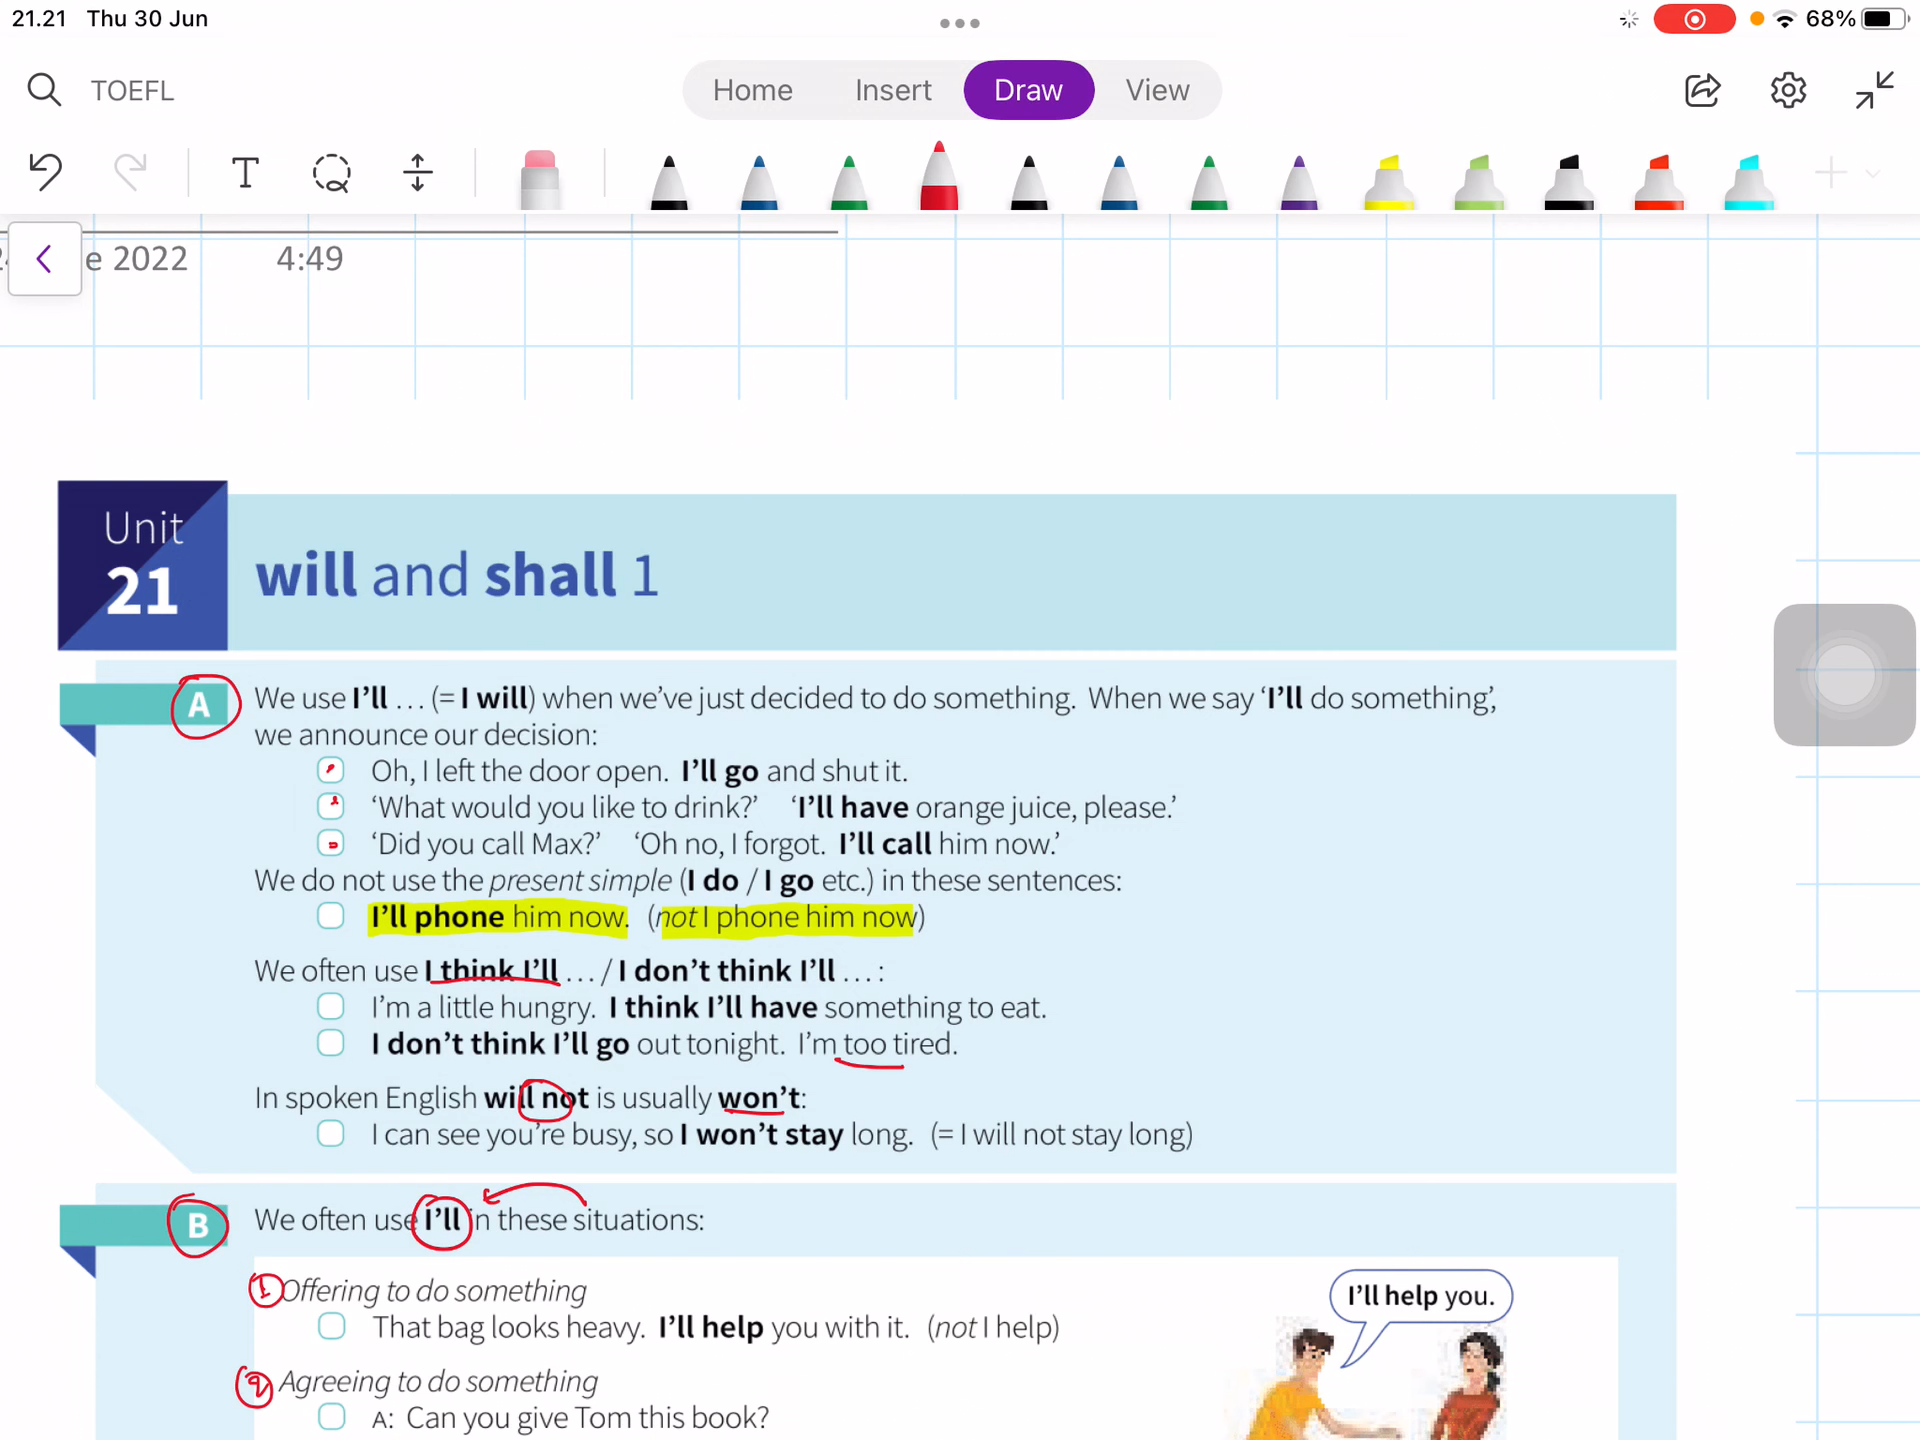 21.21 Thu 30 Jun
68%
TOEFL
Home Insert Draw View
T
e 2022 4:49
Unit
21
will and shall 1
A
We use I’ll … (= I will) when we’ve just decided to do something. When we say ‘I’ll do something’,
we announce our decision:
Oh, I left the door open. I’ll go and shut it.
‘What would you like to drink?’ ‘I’ll have orange juice, please.’
‘Did you call Max?’ ‘Oh no, I forgot. I’ll call him now.’
We do not use the present simple (I do / I go etc.) in these sentences:
I’ll phone him now. (not I phone him now)
We often use I think I’ll … / I don’t think I’ll … :
I’m a little hungry. I think I’ll have something to eat.
I don’t think I’ll go out tonight. I’m too tired.
In spoken English will not is usually won’t:
I can see you’re busy, so I won’t stay long. (= I will not stay long)
B
We often use I’ll in these situations:
1 Offering to do something
That bag looks heavy. I’ll help you with it. (not I help)
I’ll help you.
2 Agreeing to do something
A: Can you give Tom this book?